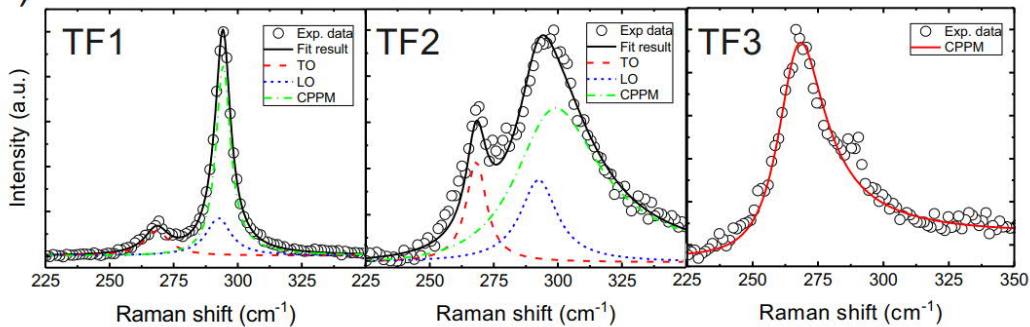 TF1
Exp. data
Fit result
TO
LO
CPPM
TF2
Exp. data
Fit result
TO
LO
CPPM
TF3
Exp. data
CPPM
Intensity (a.u.)
225 250 275 300 325 225 250 275 300 325 225 250 275 300 325 350
Raman shift (cm⁻¹) Raman shift (cm⁻¹) Raman shift (cm⁻¹)